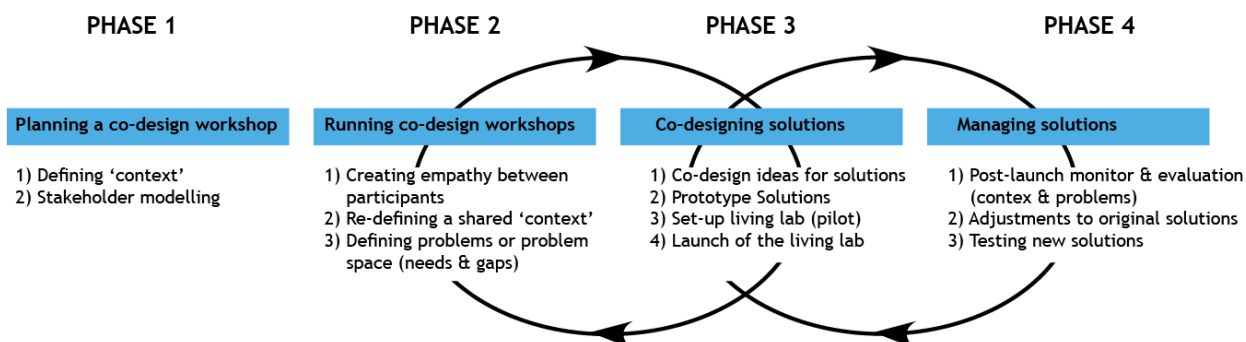 PHASE 1
PHASE 2
PHASE 3
PHASE 4
Planning a co-design workshop
1) Defining ‘context’
2) Stakeholder modelling
Running co-design workshops
1) Creating empathy between
participants
2) Re-defining a shared ‘context’
3) Defining problems or problem
space (needs & gaps)
Co-designing solutions
1) Co-design ideas for solutions
2) Prototype Solutions
3) Set-up living lab (pilot)
4) Launch of the living lab
Managing solutions
1) Post-launch monitor & evaluation
(contex & problems)
2) Adjustments to original solutions
3) Testing new solutions